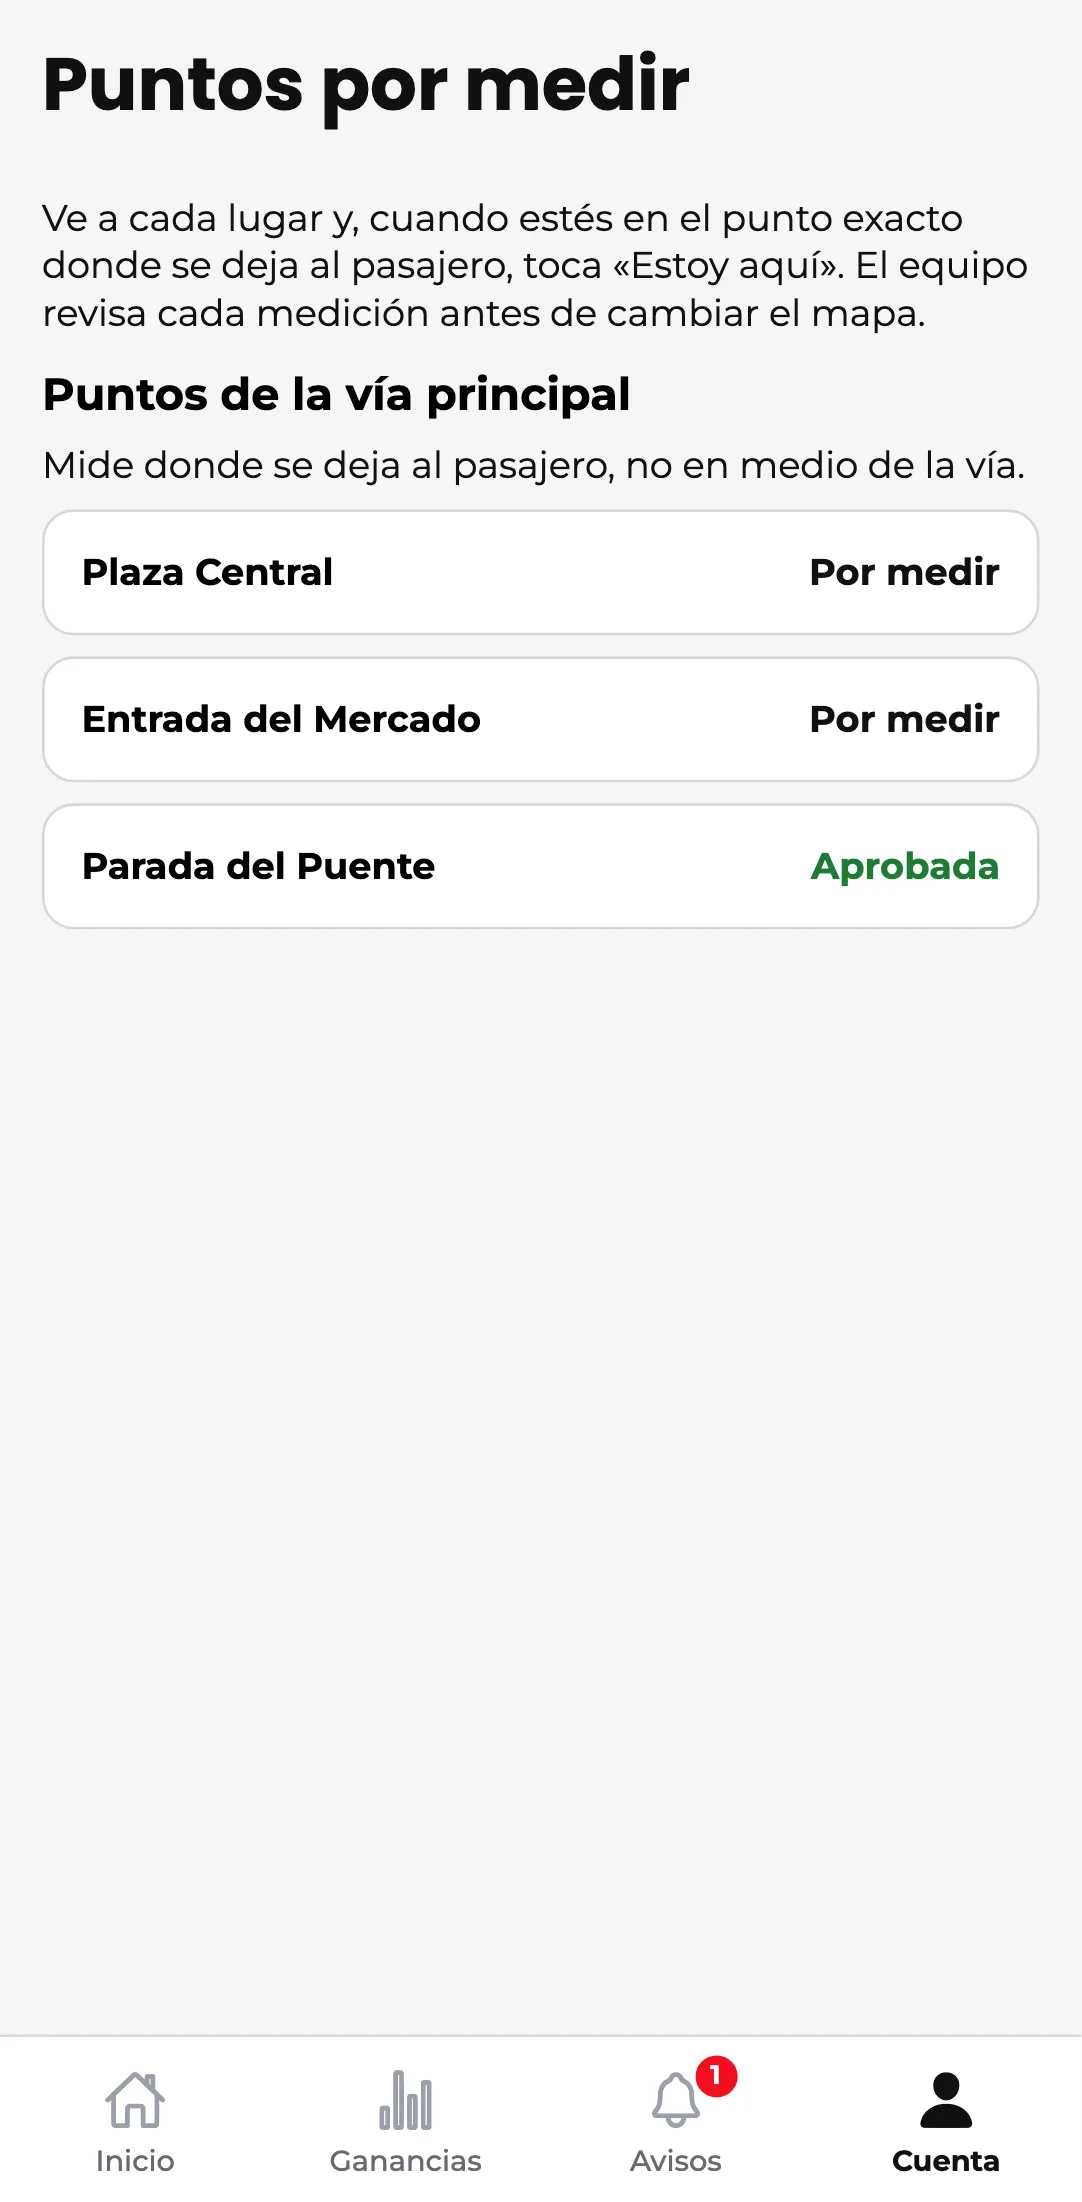 Puntos por medir
Ve a cada lugar y, cuando estés en el punto exacto
donde se deja al pasajero, toca «Estoy aquí». El equipo
revisa cada medición antes de cambiar el mapa.
Puntos de la vía principal
Mide donde se deja al pasajero, no en medio de la vía.
Plaza Central Por medir
Entrada del Mercado Por medir
Parada del Puente Aprobada
1
Inicio Ganancias Avisos Cuenta